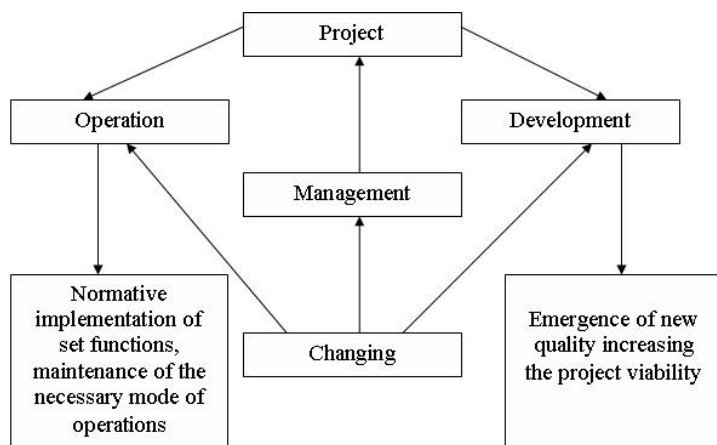 Project
Operation
Development
Management
Normative
implementation of
set functions,
maintenance of the
necessary mode of
operations
Changing
Emergence of new
quality increasing
the project viability